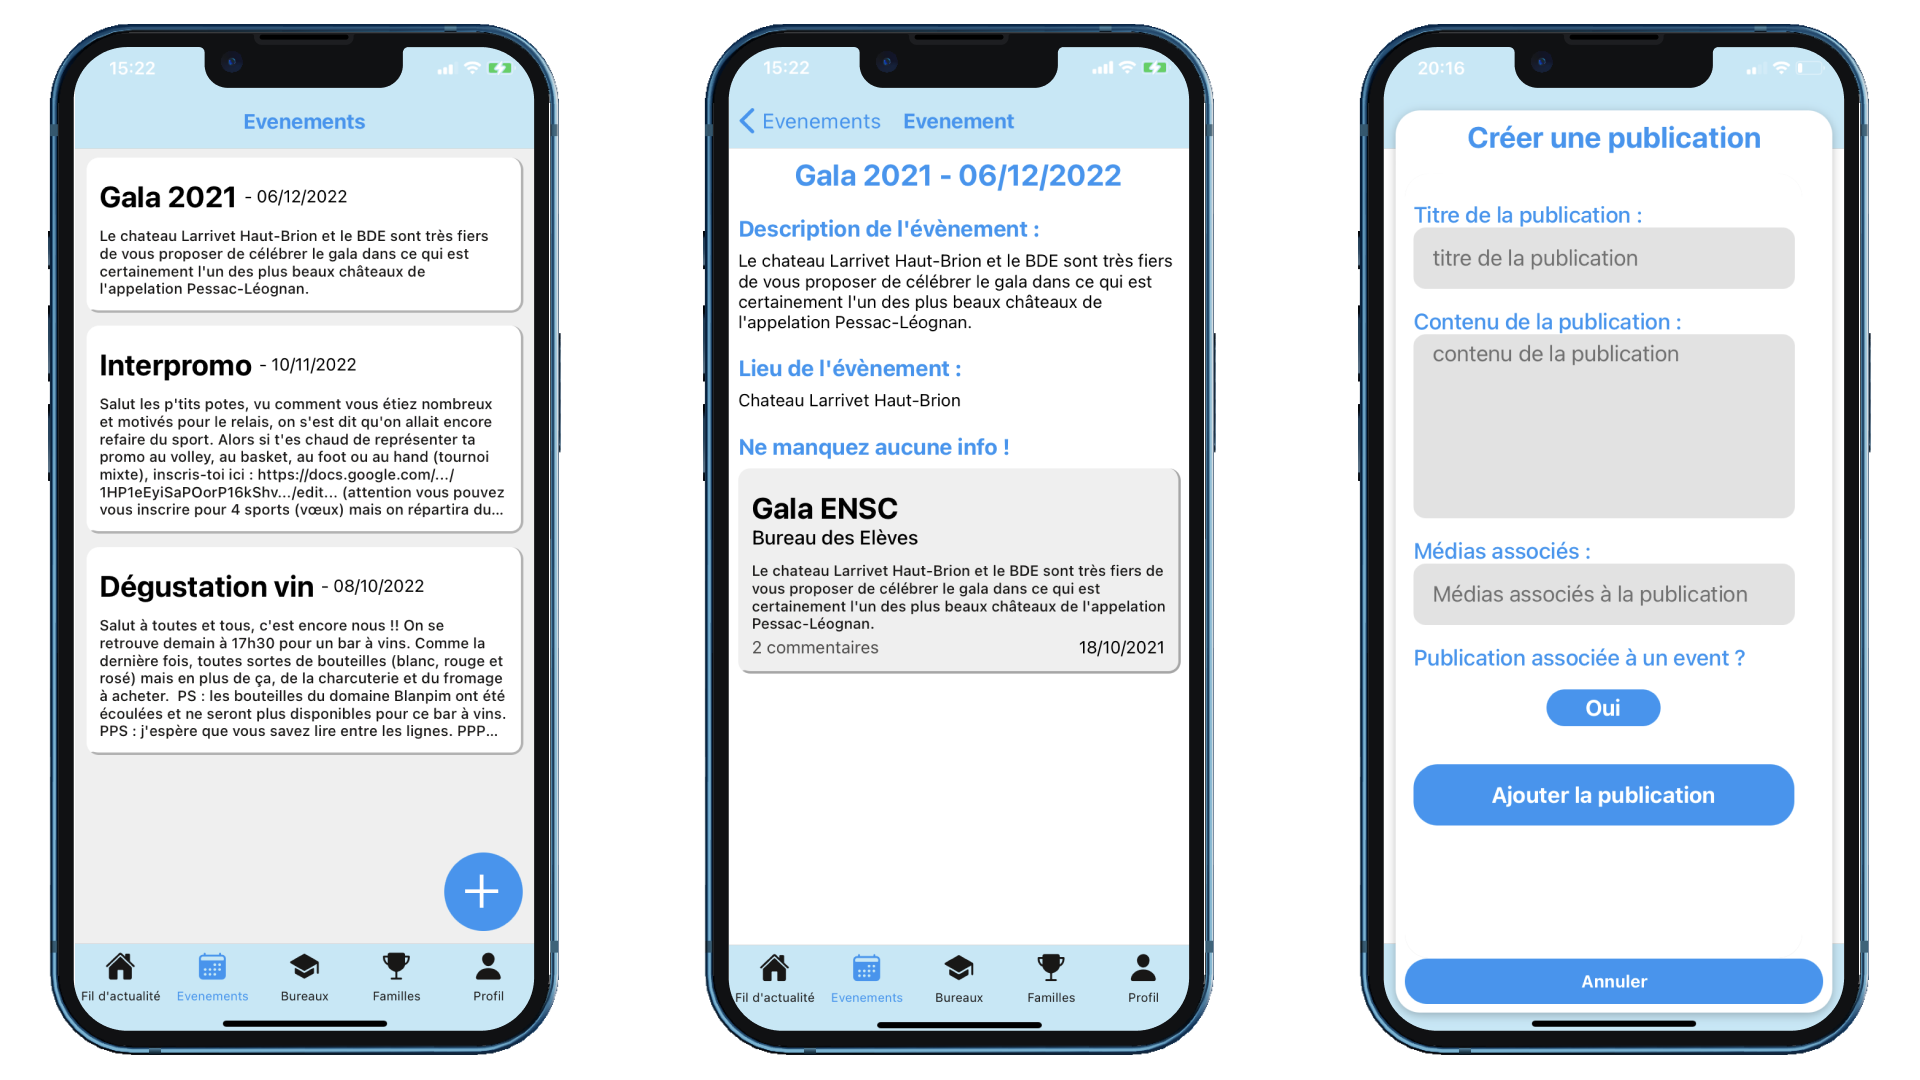 15:22
Evenements
Gala 2021 - 06/12/2022
Le chateau Larrivet Haut-Brion et le BDE sont très fiers
de vous proposer de célébrer le gala dans ce qui est
certainement l'un des plus beaux châteaux de
l'appelation Pessac-Léognan.
Interpromo - 10/11/2022
Salut les p'tits potes, vu comment vous étiez nombreux
et motivés pour le relais, on s'est dit qu'on allait encore
refaire du sport. Alors si t'es chaud de représenter ta
promo au volley, au basket, au foot ou au hand (tournoi
mixte), inscris-toi ici : https://docs.google.com/.../
1HP1eEyiSaPOorP16kShv.../edit... (attention vous pouvez
vous inscrire pour 4 sports (vœux) mais on répartira du...
Dégustation vin - 08/10/2022
Salut à toutes et tous, c'est encore nous !! On se
retrouve demain à 17h30 pour un bar à vins. Comme la
dernière fois, toutes sortes de bouteilles (blanc, rouge et
rosé) mais en plus de ça, de la charcuterie et du fromage
à acheter.  PS : les bouteilles du domaine Blanpim ont été
écoulées et ne seront plus disponibles pour ce bar à vins.
PPS : j'espère que vous savez lire entre les lignes. PPP...
Fil d'actualité Evenements Bureaux Familles Profil
15:22
Evenements Evenement
Gala 2021 - 06/12/2022
Description de l'évènement :
Le chateau Larrivet Haut-Brion et le BDE sont très fiers
de vous proposer de célébrer le gala dans ce qui est
certainement l'un des plus beaux châteaux de
l'appelation Pessac-Léognan.
Lieu de l'évènement :
Chateau Larrivet Haut-Brion
Ne manquez aucune info !
Gala ENSC
Bureau des Elèves
Le chateau Larrivet Haut-Brion et le BDE sont très fiers de
vous proposer de célébrer le gala dans ce qui est
certainement l'un des plus beaux châteaux de l'appelation
Pessac-Léognan.
2 commentaires 18/10/2021
Fil d'actualité Evenements Bureaux Familles Profil
20:16
Créer une publication
Titre de la publication :
titre de la publication
Contenu de la publication :
contenu de la publication
Médias associés :
Médias associés à la publication
Publication associée à un event ?
Oui
Ajouter la publication
Annuler